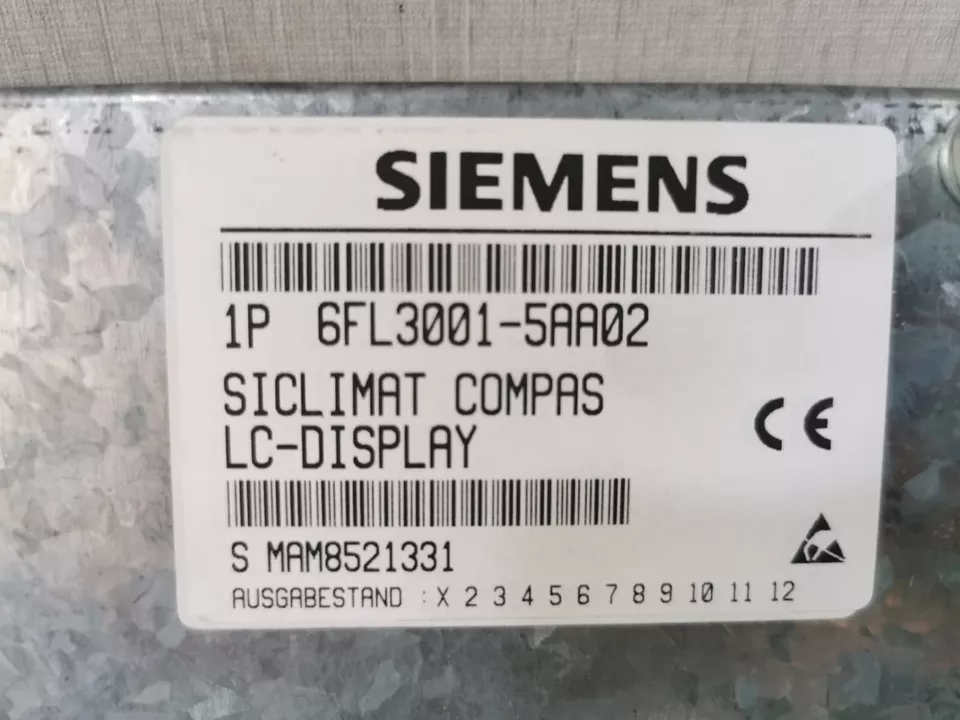 SIEMENS
1P 6FL3001-5AA02
SICLIMAT COMPAS
LC-DISPLAY
CE
S MAM8521331
AUSGABESTAND : X 2 3 4 5 6 7 8 9 10 11 12